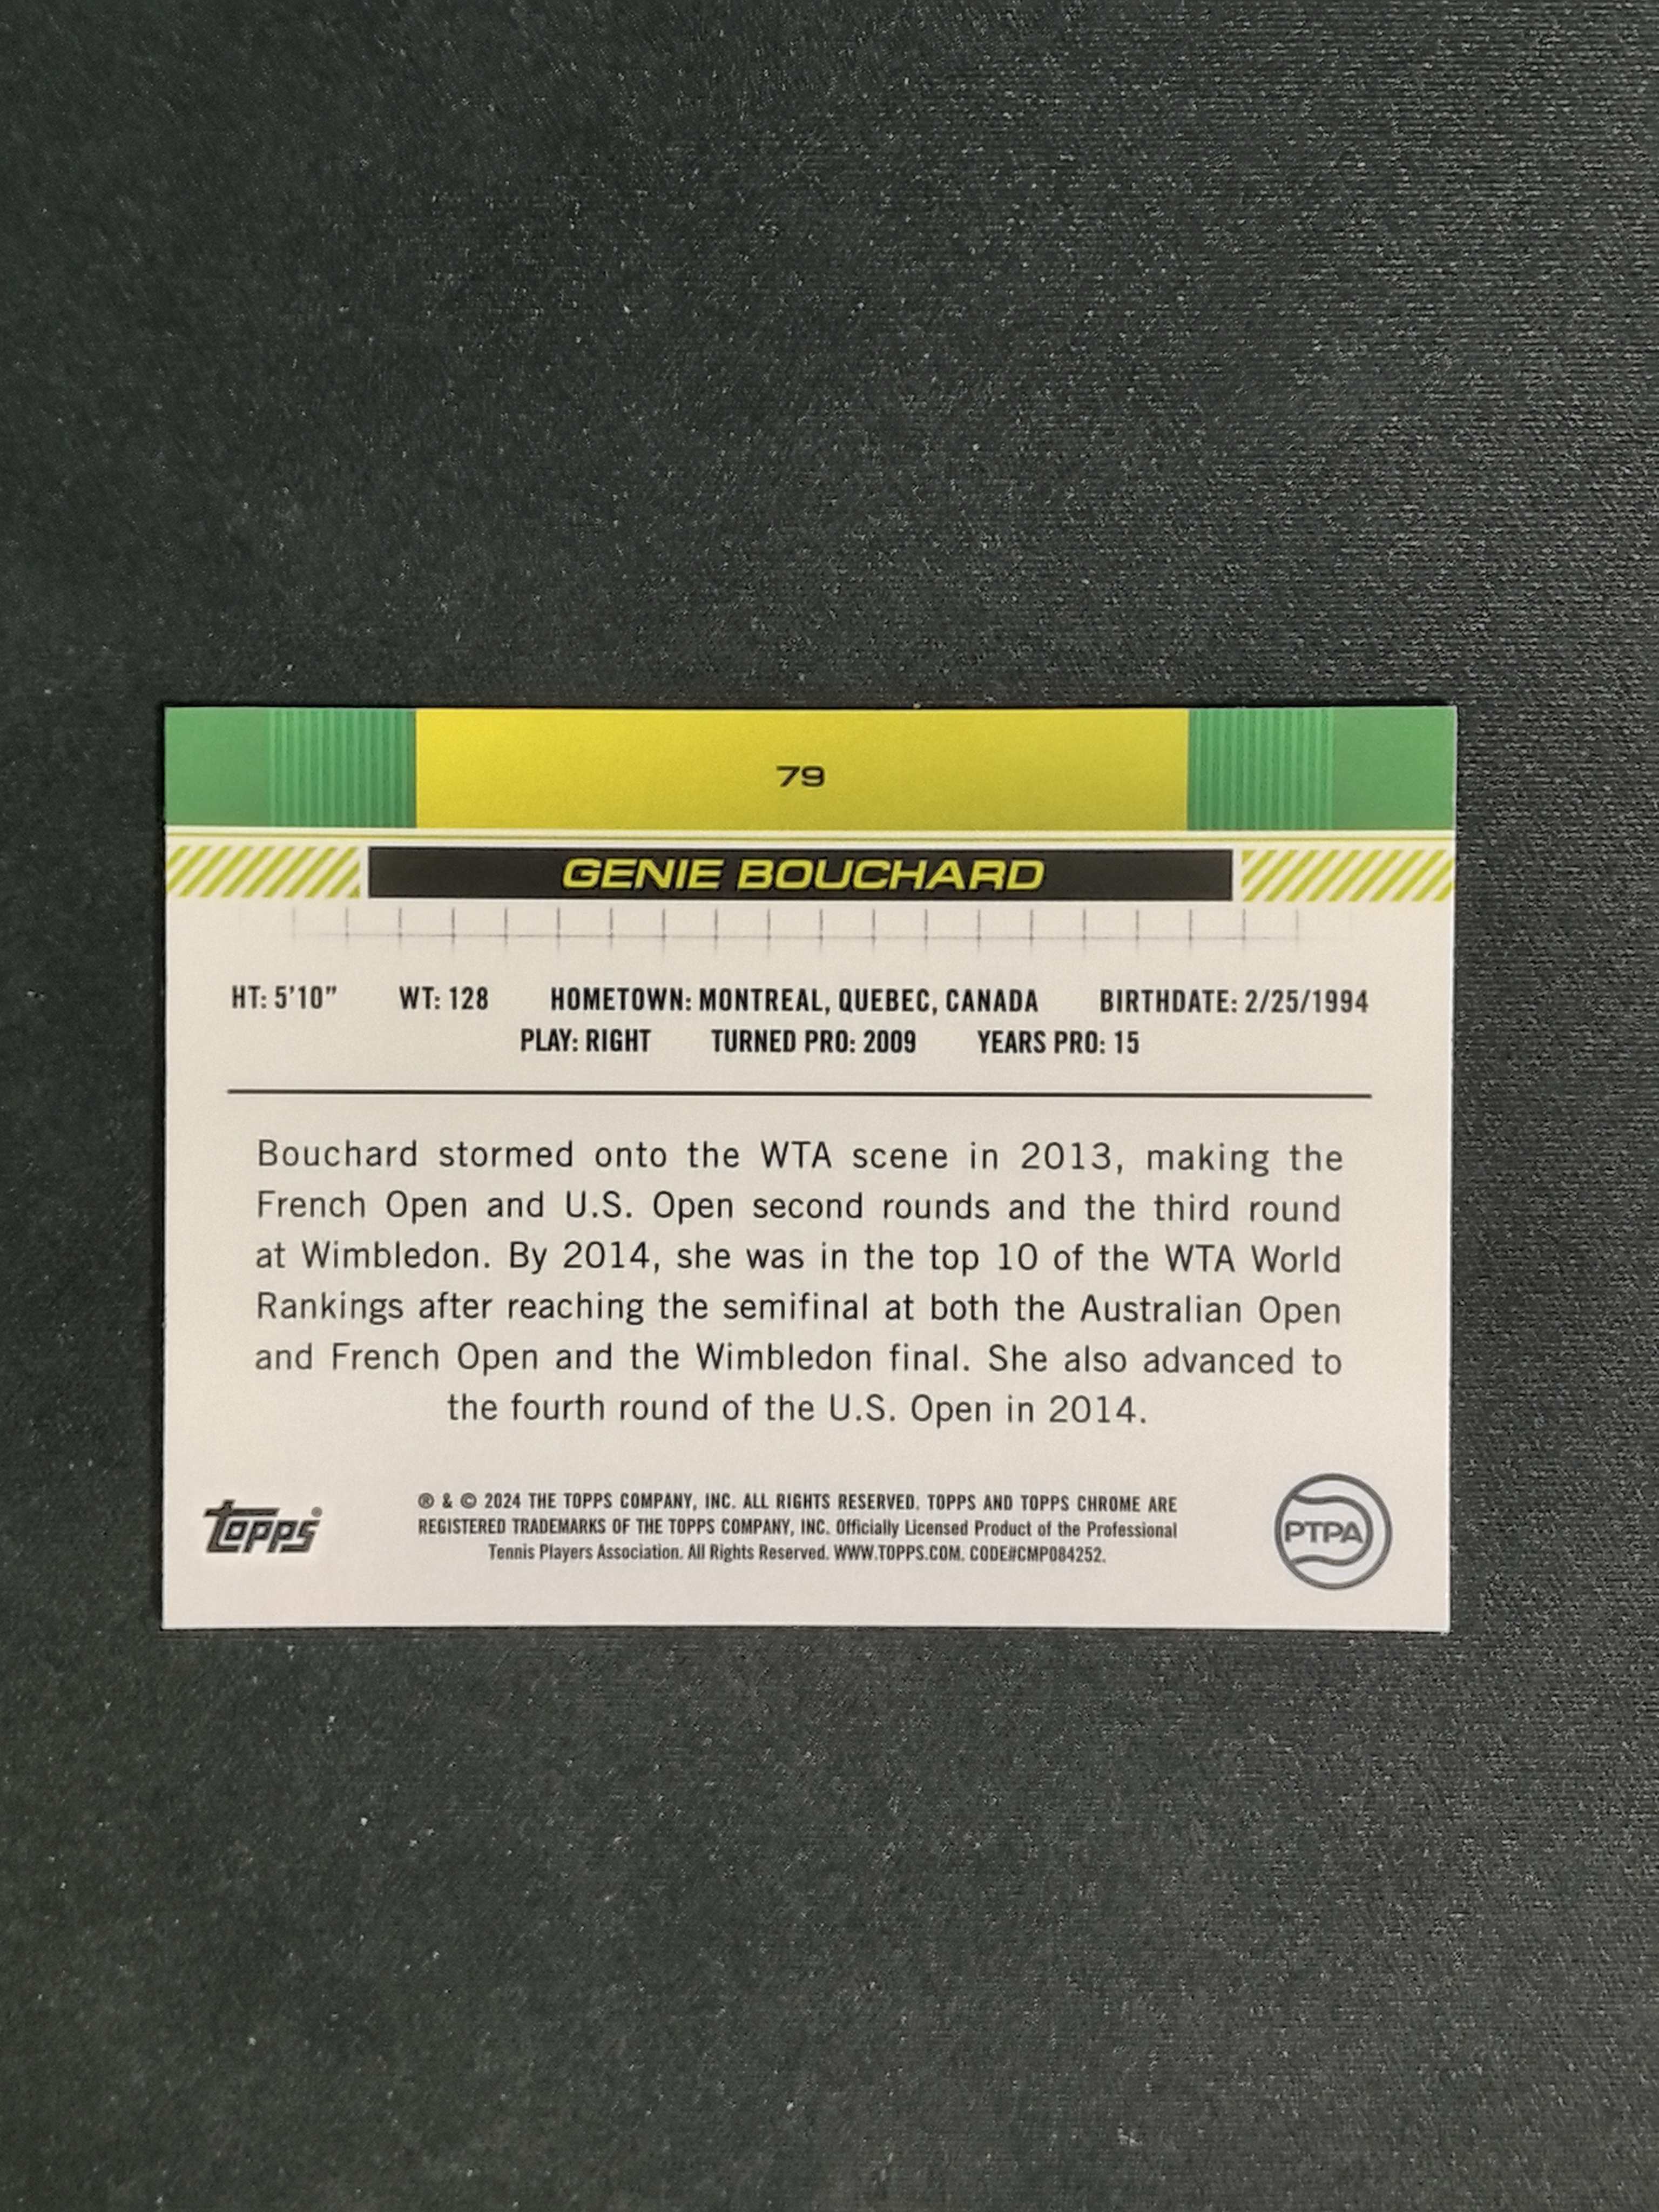 79
GENIE BOUCHARD
HT: 5'10" WT: 128 HOMETOWN: MONTREAL, QUEBEC, CANADA BIRTHDATE: 2/25/1994
PLAY: RIGHT TURNED PRO: 2009 YEARS PRO: 15
Bouchard stormed onto the WTA scene in 2013, making the
French Open and U.S. Open second rounds and the third round
at Wimbledon. By 2014, she was in the top 10 of the WTA World
Rankings after reaching the semifinal at both the Australian Open
and French Open and the Wimbledon final. She also advanced to
the fourth round of the U.S. Open in 2014.
topps®
® & © 2024 THE TOPPS COMPANY, INC. ALL RIGHTS RESERVED. TOPPS AND TOPPS CHROME ARE
REGISTERED TRADEMARKS OF THE TOPPS COMPANY, INC. Officially Licensed Product of the Professional
Tennis Players Association. All Rights Reserved. WWW.TOPPS.COM. CODE#CMP084252.
PTPA